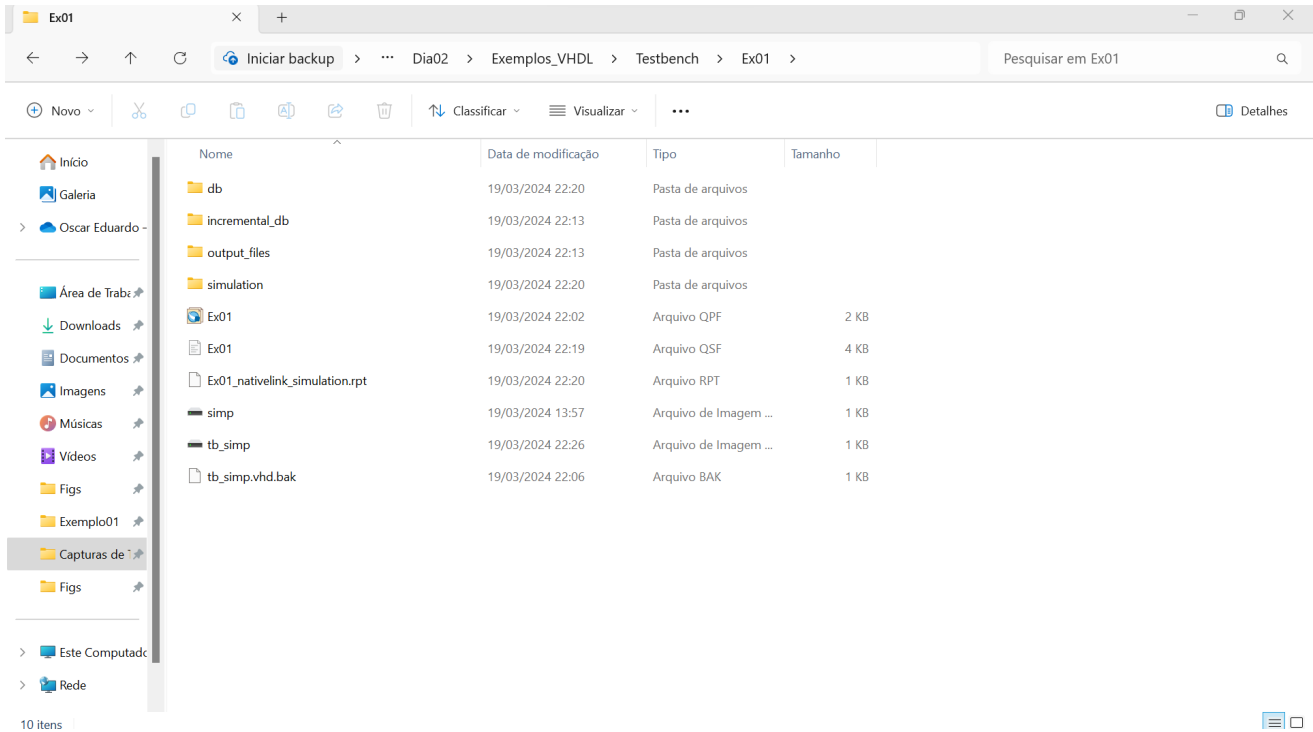 Ex01
Iniciar backup > ... Dia02 > Exemplos_VHDL > Testbench > Ex01 > Pesquisar em Ex01
Novo Classificar Visualizar ... Detalhes
Nome Data de modificação Tipo Tamanho
Início
Galeria
Oscar Eduardo -
Área de Traba
Downloads
Documentos
Imagens
Músicas
Vídeos
Figs
Exemplo01
Capturas de T
Figs
Este Computado
Rede
db 19/03/2024 22:20 Pasta de arquivos
incremental_db 19/03/2024 22:13 Pasta de arquivos
output_files 19/03/2024 22:13 Pasta de arquivos
simulation 19/03/2024 22:20 Pasta de arquivos
Ex01 19/03/2024 22:02 Arquivo QPF 2 KB
Ex01 19/03/2024 22:19 Arquivo QSF 4 KB
Ex01_nativelink_simulation.rpt 19/03/2024 22:20 Arquivo RPT 1 KB
simp 19/03/2024 13:57 Arquivo de Imagem ... 1 KB
tb_simp 19/03/2024 22:26 Arquivo de Imagem ... 1 KB
tb_simp.vhd.bak 19/03/2024 22:06 Arquivo BAK 1 KB
10 itens